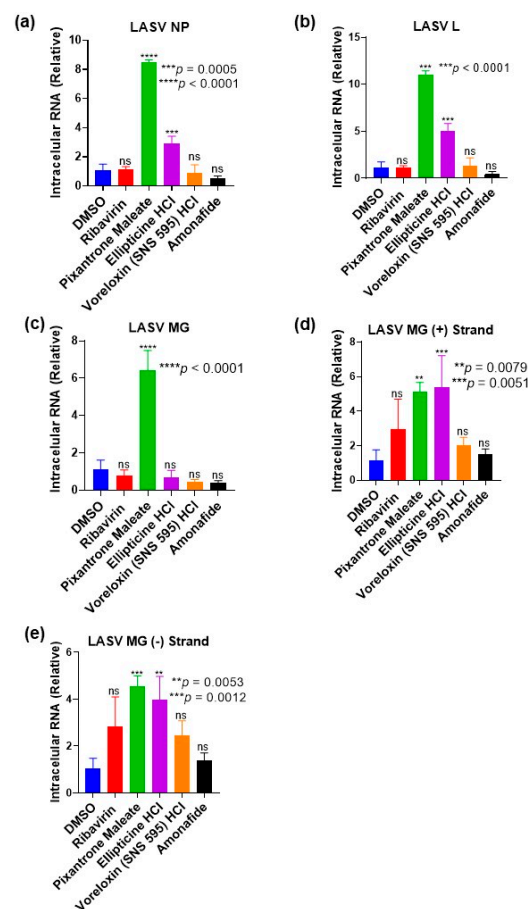 (a)
LASV NP
Intracelular RNA (Relative)
10
8
6
4
2
0
ns
****
***
ns
ns
***p = 0.0005
****p < 0.0001
DMSO
Ribavirin
Pixantrone Maleate
Ellipticine HCl
Voreloxin (SNS 595) HCl
Amonafide
(b)
LASV L
Intracelular RNA (Relative)
15
10
5
0
ns
***
***
ns
ns
***p < 0.0001
DMSO
Ribavirin
Pixantrone Maleate
Ellipticine HCl
Voreloxin (SNS 595) HCl
Amonafide
(c)
LASV MG
Intracelular RNA (Relative)
8
6
4
2
0
ns
****
ns
ns
ns
****p < 0.0001
DMSO
Ribavirin
Pixantrone Maleate
Ellipticine HCl
Voreloxin (SNS 595) HCl
Amonafide
(d)
LASV MG (+) Strand
Intracelular RNA (Relative)
8
6
4
2
0
ns
**
***
ns
ns
**p = 0.0079
***p = 0.0051
DMSO
Ribavirin
Pixantrone Maleate
Ellipticine HCl
Voreloxin (SNS 595) HCl
Amonafide
(e)
LASV MG (-) Strand
Intracelular RNA (Relative)
6
4
2
0
ns
***
**
ns
ns
**p = 0.0053
***p = 0.0012
DMSO
Ribavirin
Pixantrone Maleate
Ellipticine HCl
Voreloxin (SNS 595) HCl
Amonafide